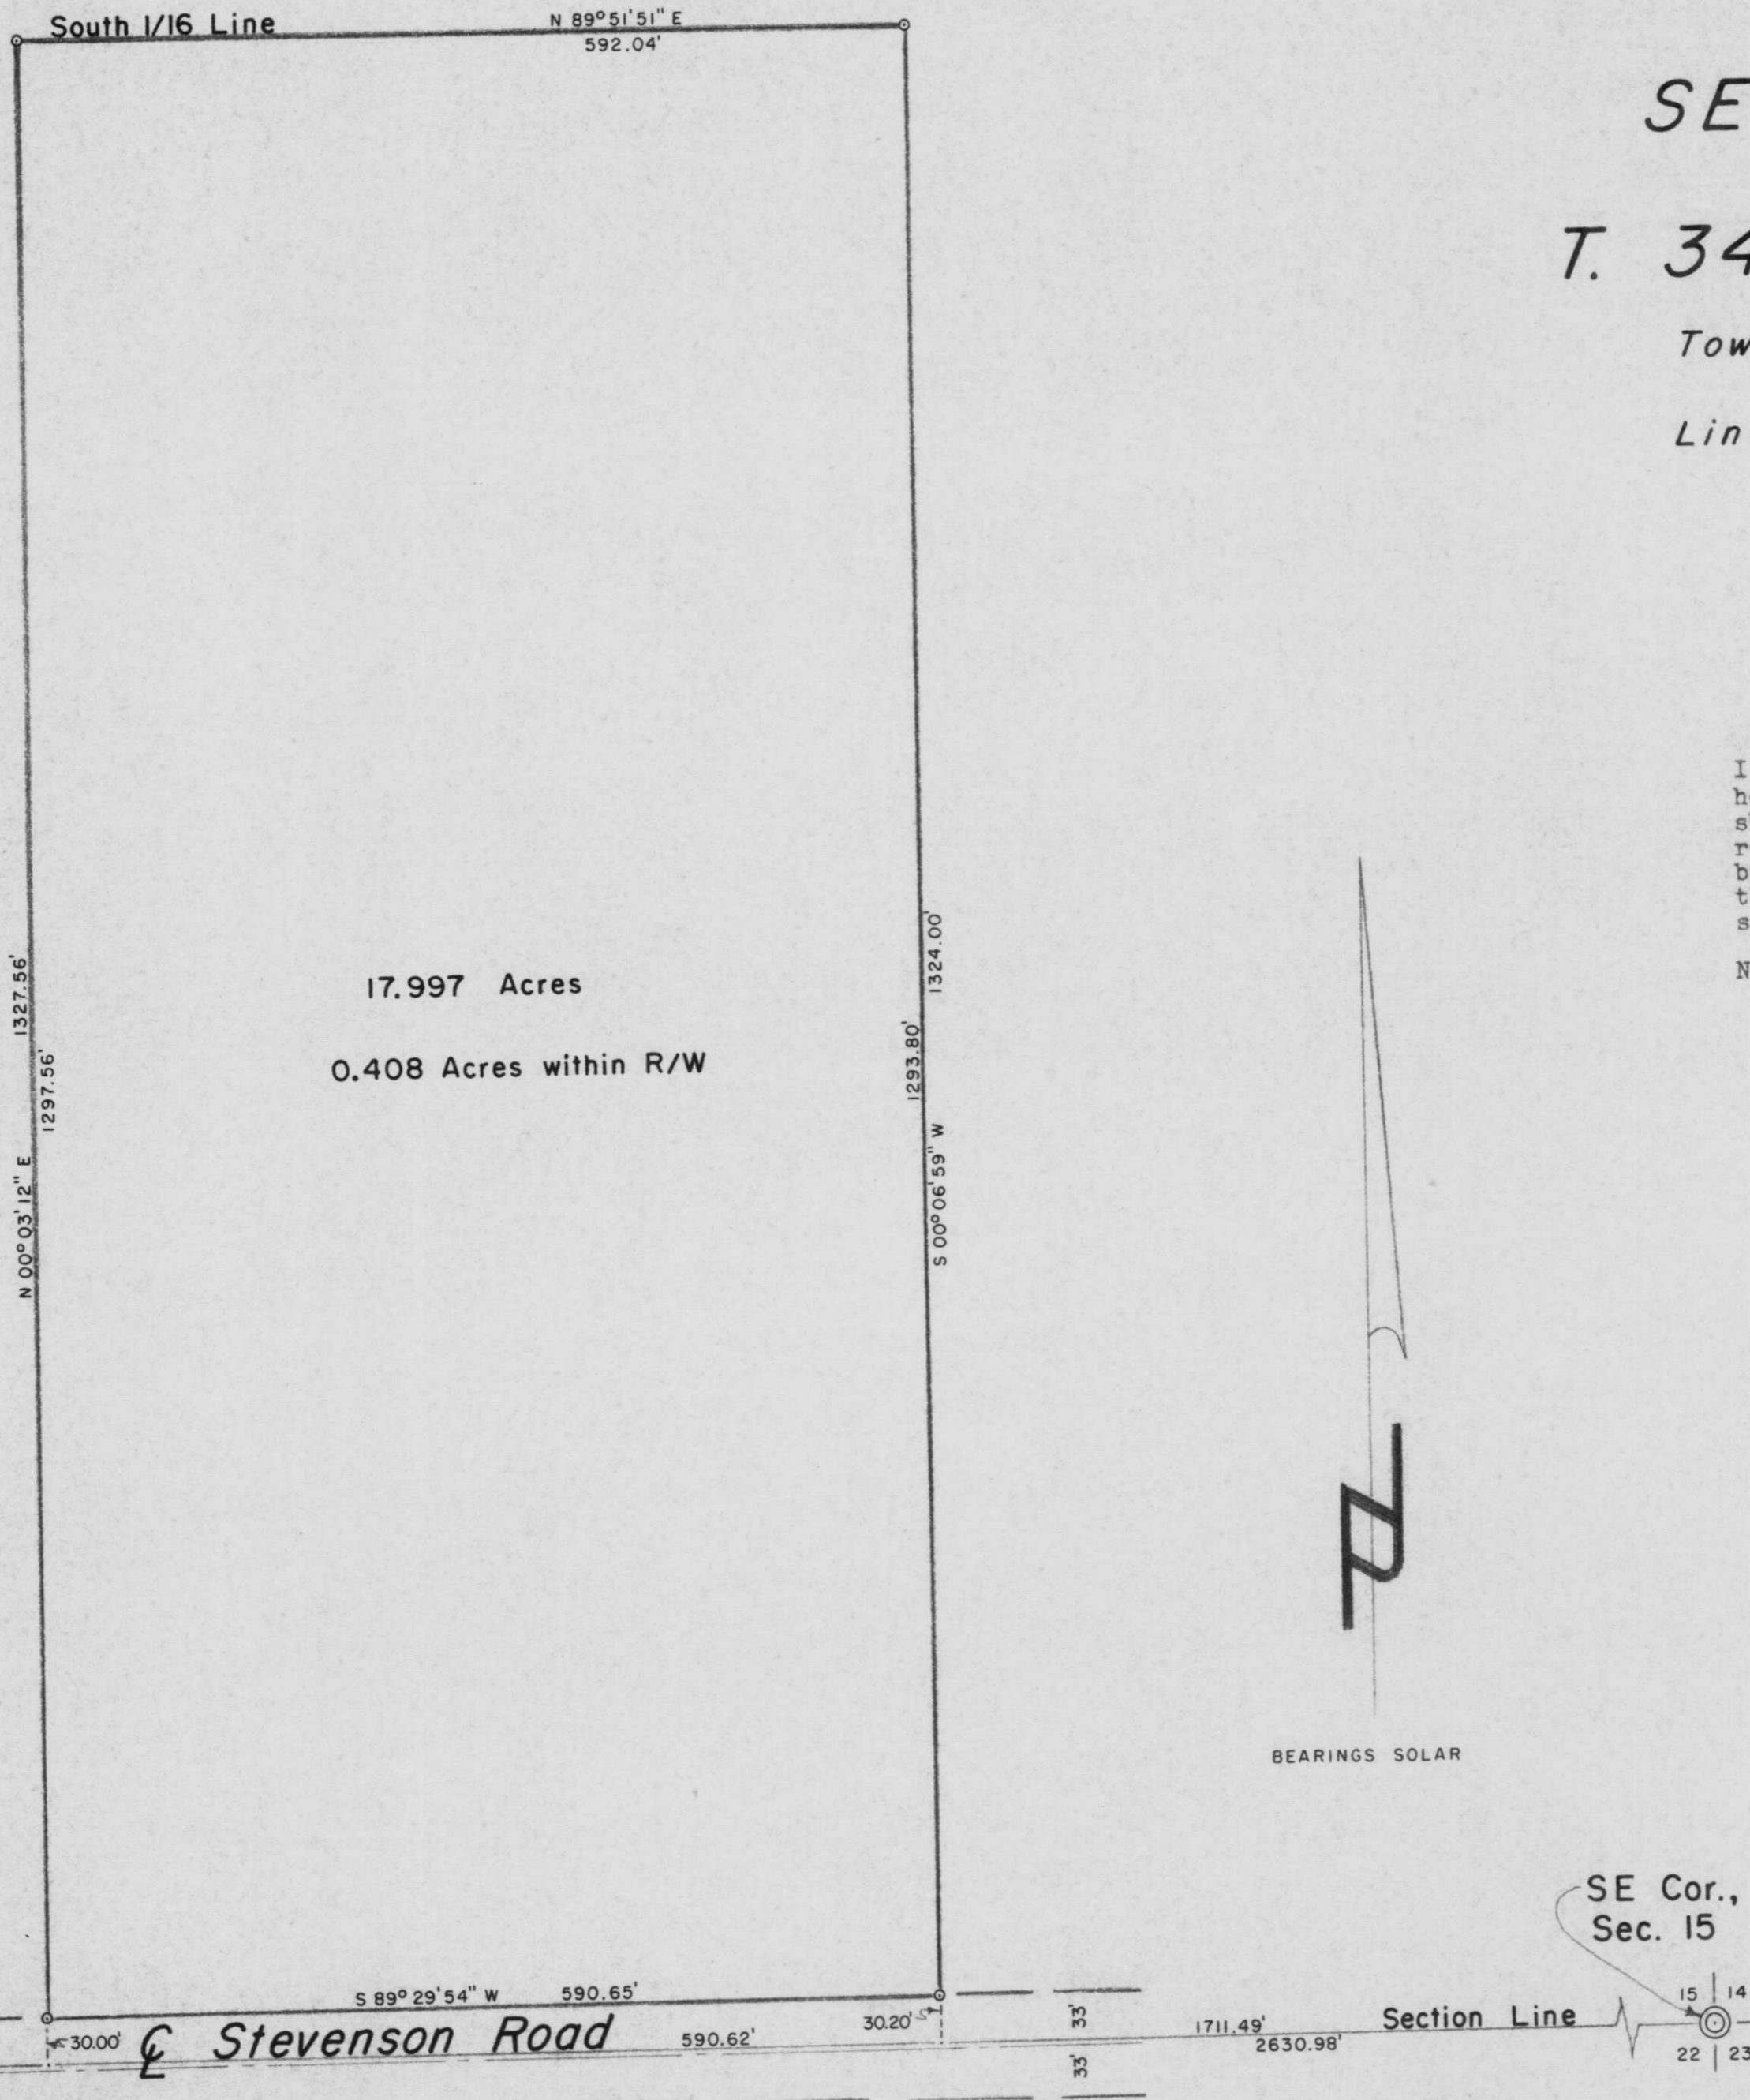 South 1/16 Line
N 89°51'51" E
592.04'
SE
T. 34
Tow
Lin
I
h
s
r
b
t
s
N
1327.56'
1297.56'
N 00°03'12" E
17.997 Acres
0.408 Acres within R/W
1324.00'
1293.80'
S 00°06'59" W
N
BEARINGS SOLAR
SE Cor.,
Sec. 15
S 89°29'54" W 590.65'
30.00' ℄ Stevenson Road 590.62' 30.20'
33'
33'
1711.49'
2630.98'
Section Line
15 14
22 23